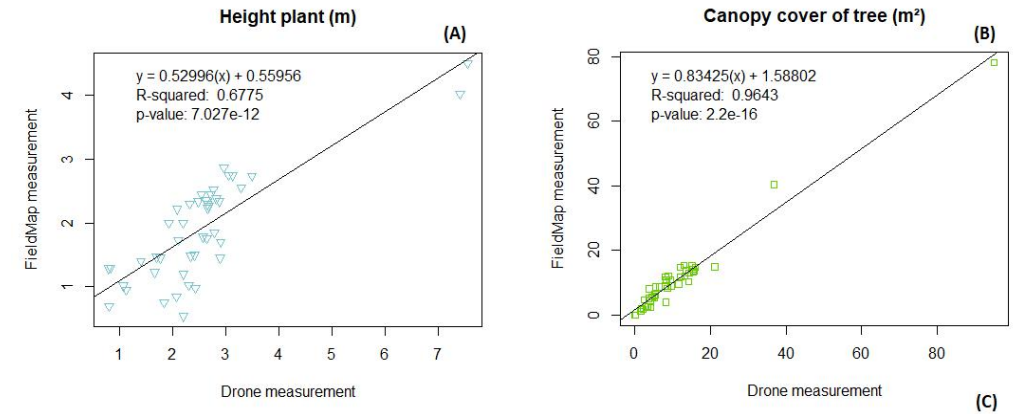 Height plant (m)
(A)
y = 0.52996(x) + 0.55956
R-squared: 0.6775
p-value: 7.027e-12
FieldMap measurement
4
3
2
1
1 2 3 4 5 6 7
Drone measurement
Canopy cover of tree (m²)
(B)
y = 0.83425(x) + 1.58802
R-squared: 0.9643
p-value: 2.2e-16
FieldMap measurement
80
60
40
20
0
0 20 40 60 80
Drone measurement
(C)